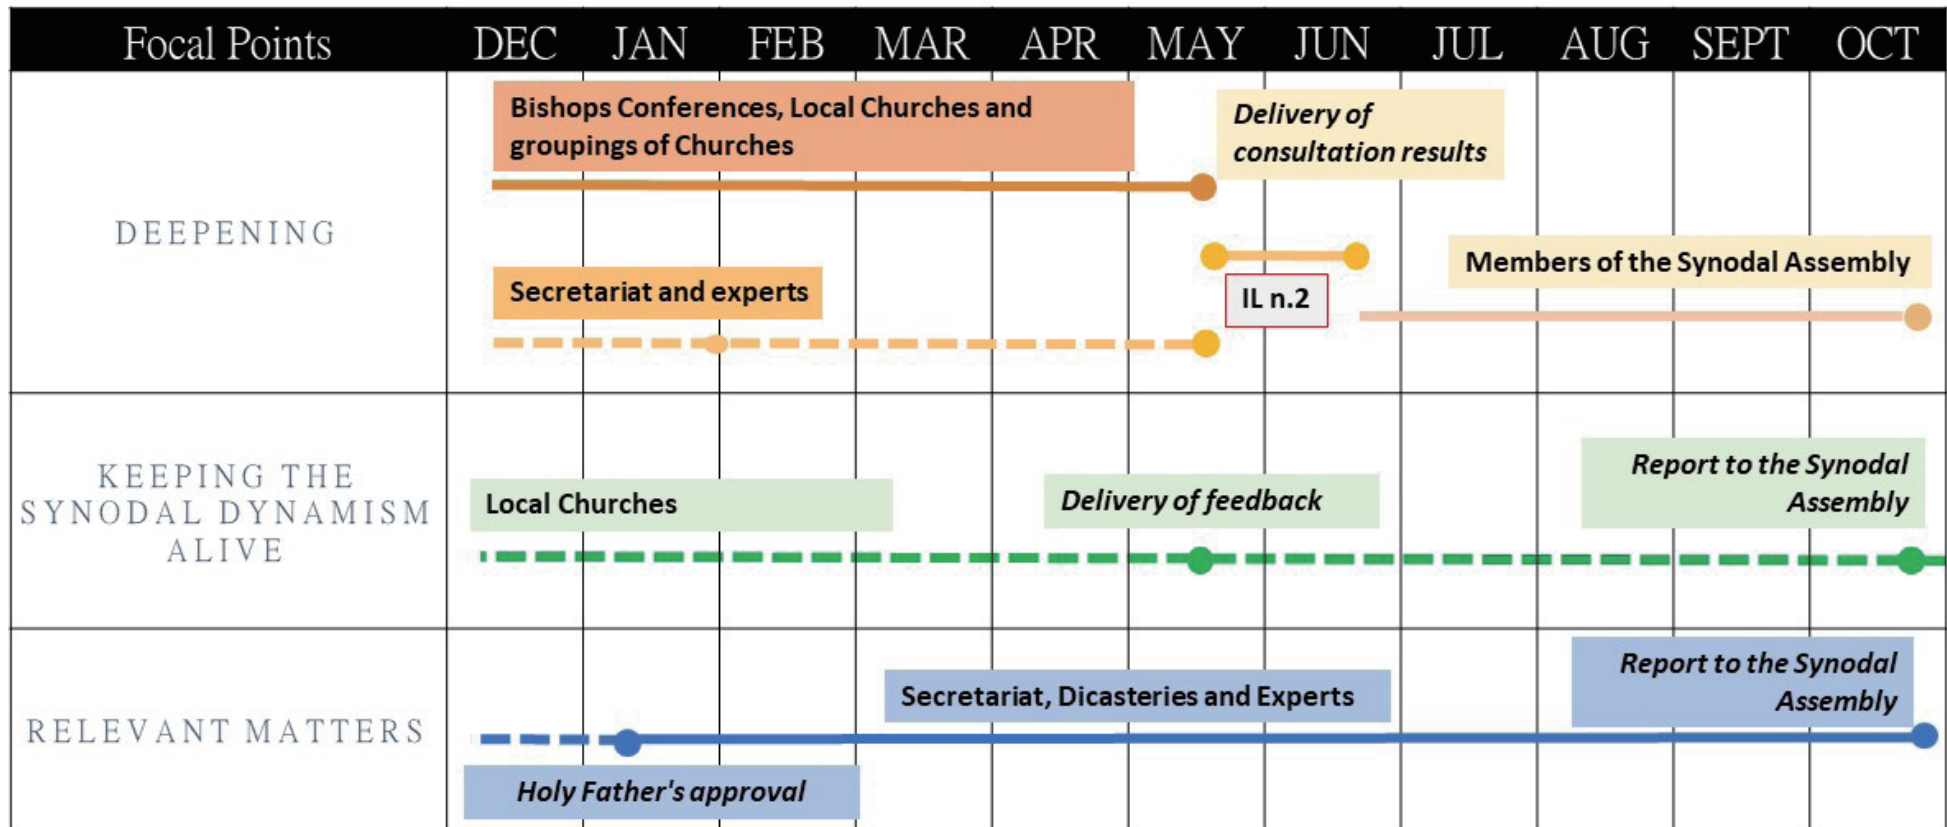 Focal Points DEC JAN FEB MAR APR MAY JUN JUL AUG SEPT OCT
DEEPENING
Bishops Conferences, Local Churches and
groupings of Churches
Delivery of
consultation results
Secretariat and experts
IL n.2
Members of the Synodal Assembly
KEEPING THE
SYNODAL DYNAMISM
ALIVE
Local Churches
Delivery of feedback
Report to the Synodal
Assembly
RELEVANT MATTERS
Secretariat, Dicasteries and Experts
Report to the Synodal
Assembly
Holy Father's approval